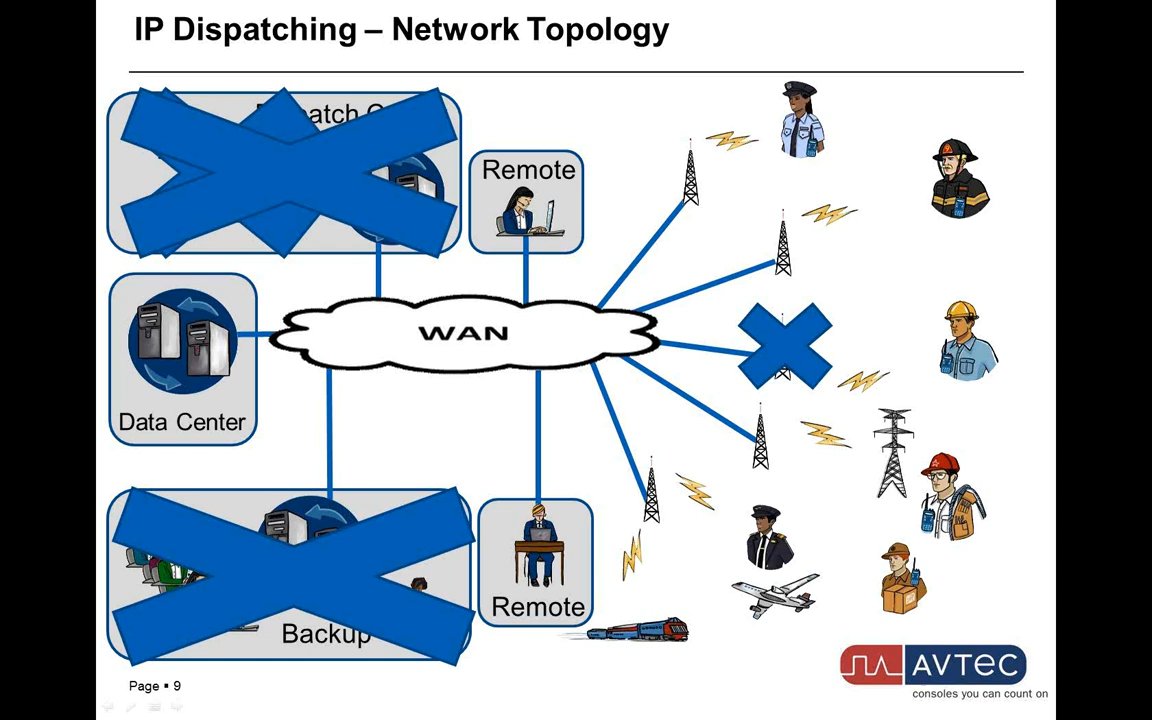 IP Dispatching – Network Topology
Remote
WAN
Data Center
Remote
Backup
AVTEC
consoles you can count on
Page ▪ 9